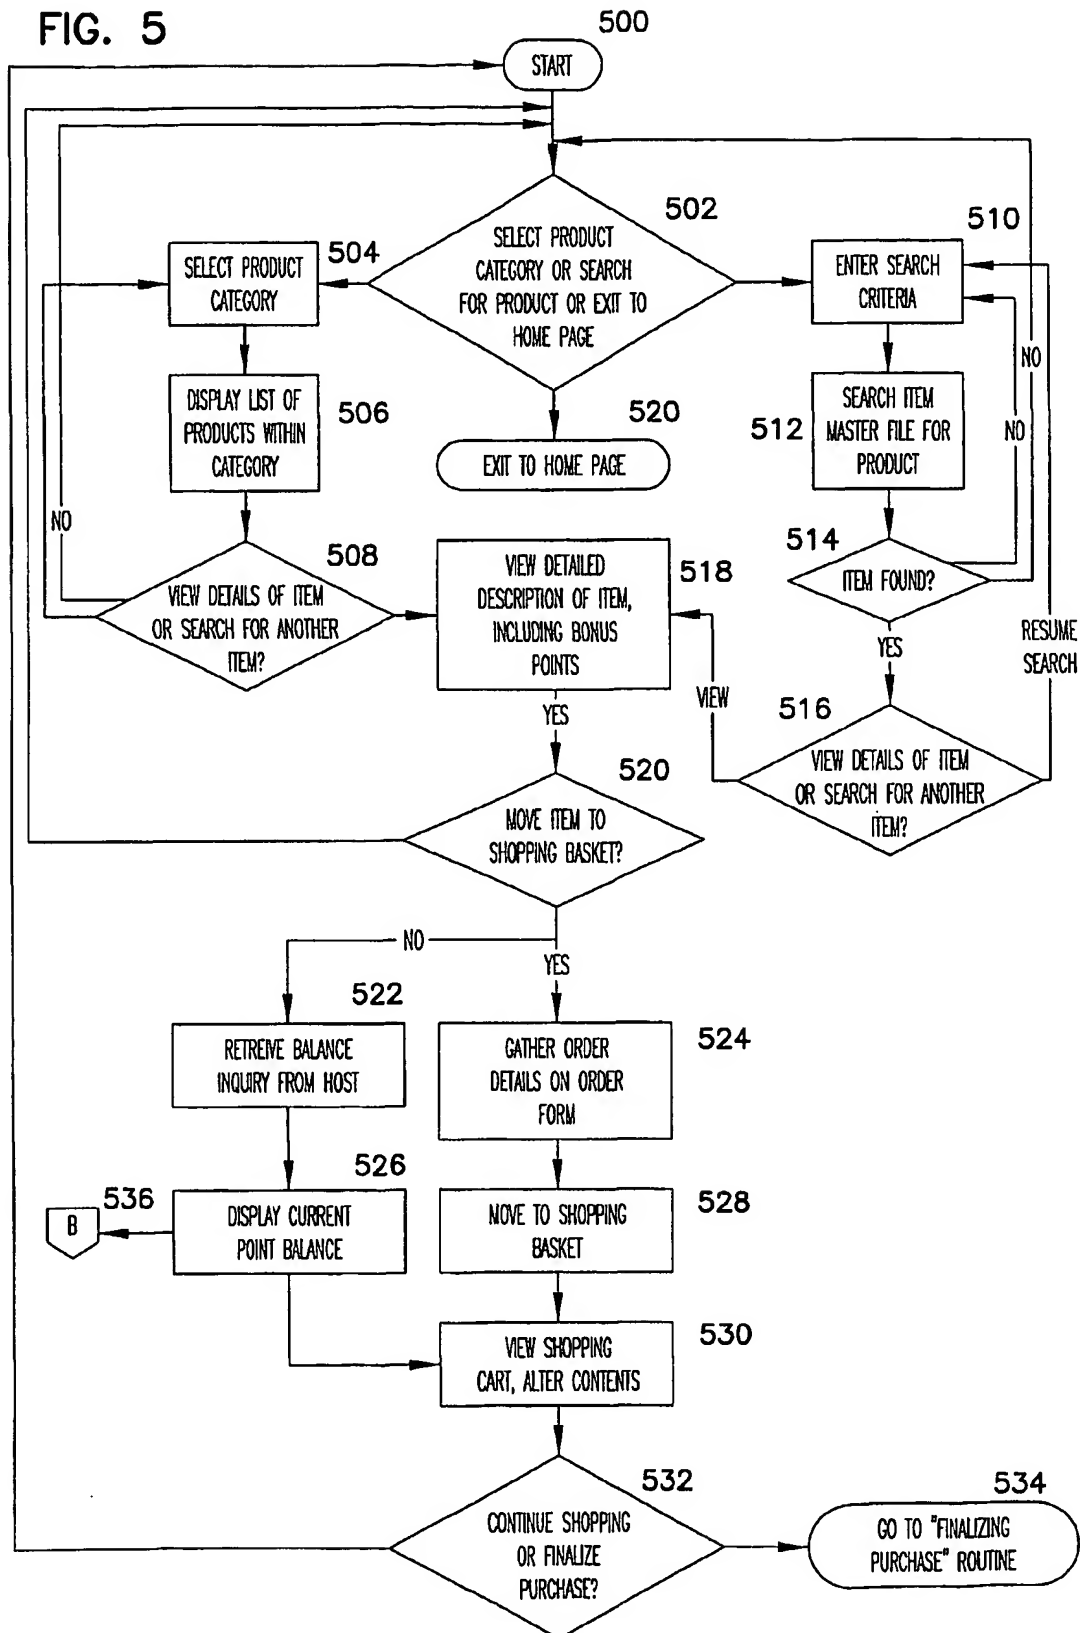 FIG. 5
500
START
502
SELECT PRODUCT
CATEGORY OR SEARCH
FOR PRODUCT OR EXIT TO
HOME PAGE
504
SELECT PRODUCT
CATEGORY
510
ENTER SEARCH
CRITERIA
506
DISPLAY LIST OF
PRODUCTS WITHIN
CATEGORY
520
EXIT TO HOME PAGE
512
SEARCH ITEM
MASTER FILE FOR
PRODUCT
NO
NO
NO
508
VIEW DETAILS OF ITEM
OR SEARCH FOR ANOTHER
ITEM?
518
VIEW DETAILED
DESCRIPTION OF ITEM,
INCLUDING BONUS
POINTS
514
ITEM FOUND?
YES
RESUME
SEARCH
YES
VIEW
516
VIEW DETAILS OF ITEM
OR SEARCH FOR ANOTHER
ITEM?
520
MOVE ITEM TO
SHOPPING BASKET?
NO
YES
522
RETREIVE BALANCE
INQUIRY FROM HOST
524
GATHER ORDER
DETAILS ON ORDER
FORM
526
DISPLAY CURRENT
POINT BALANCE
536
B
528
MOVE TO SHOPPING
BASKET
530
VIEW SHOPPING
CART, ALTER CONTENTS
532
CONTINUE SHOPPING
OR FINALIZE
PURCHASE?
534
GO TO "FINALIZING
PURCHASE" ROUTINE